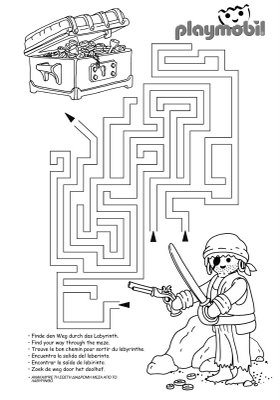 playmobil
- Finde den Weg durch das Labyrinth.
- Find your way through the maze.
- Trouve le bon chemin pour sortir du labyrinthe.
- Encuentra la salida del laberinto.
- Encontrar la saída do labirinto.
- Zoek de weg door het doolhof.